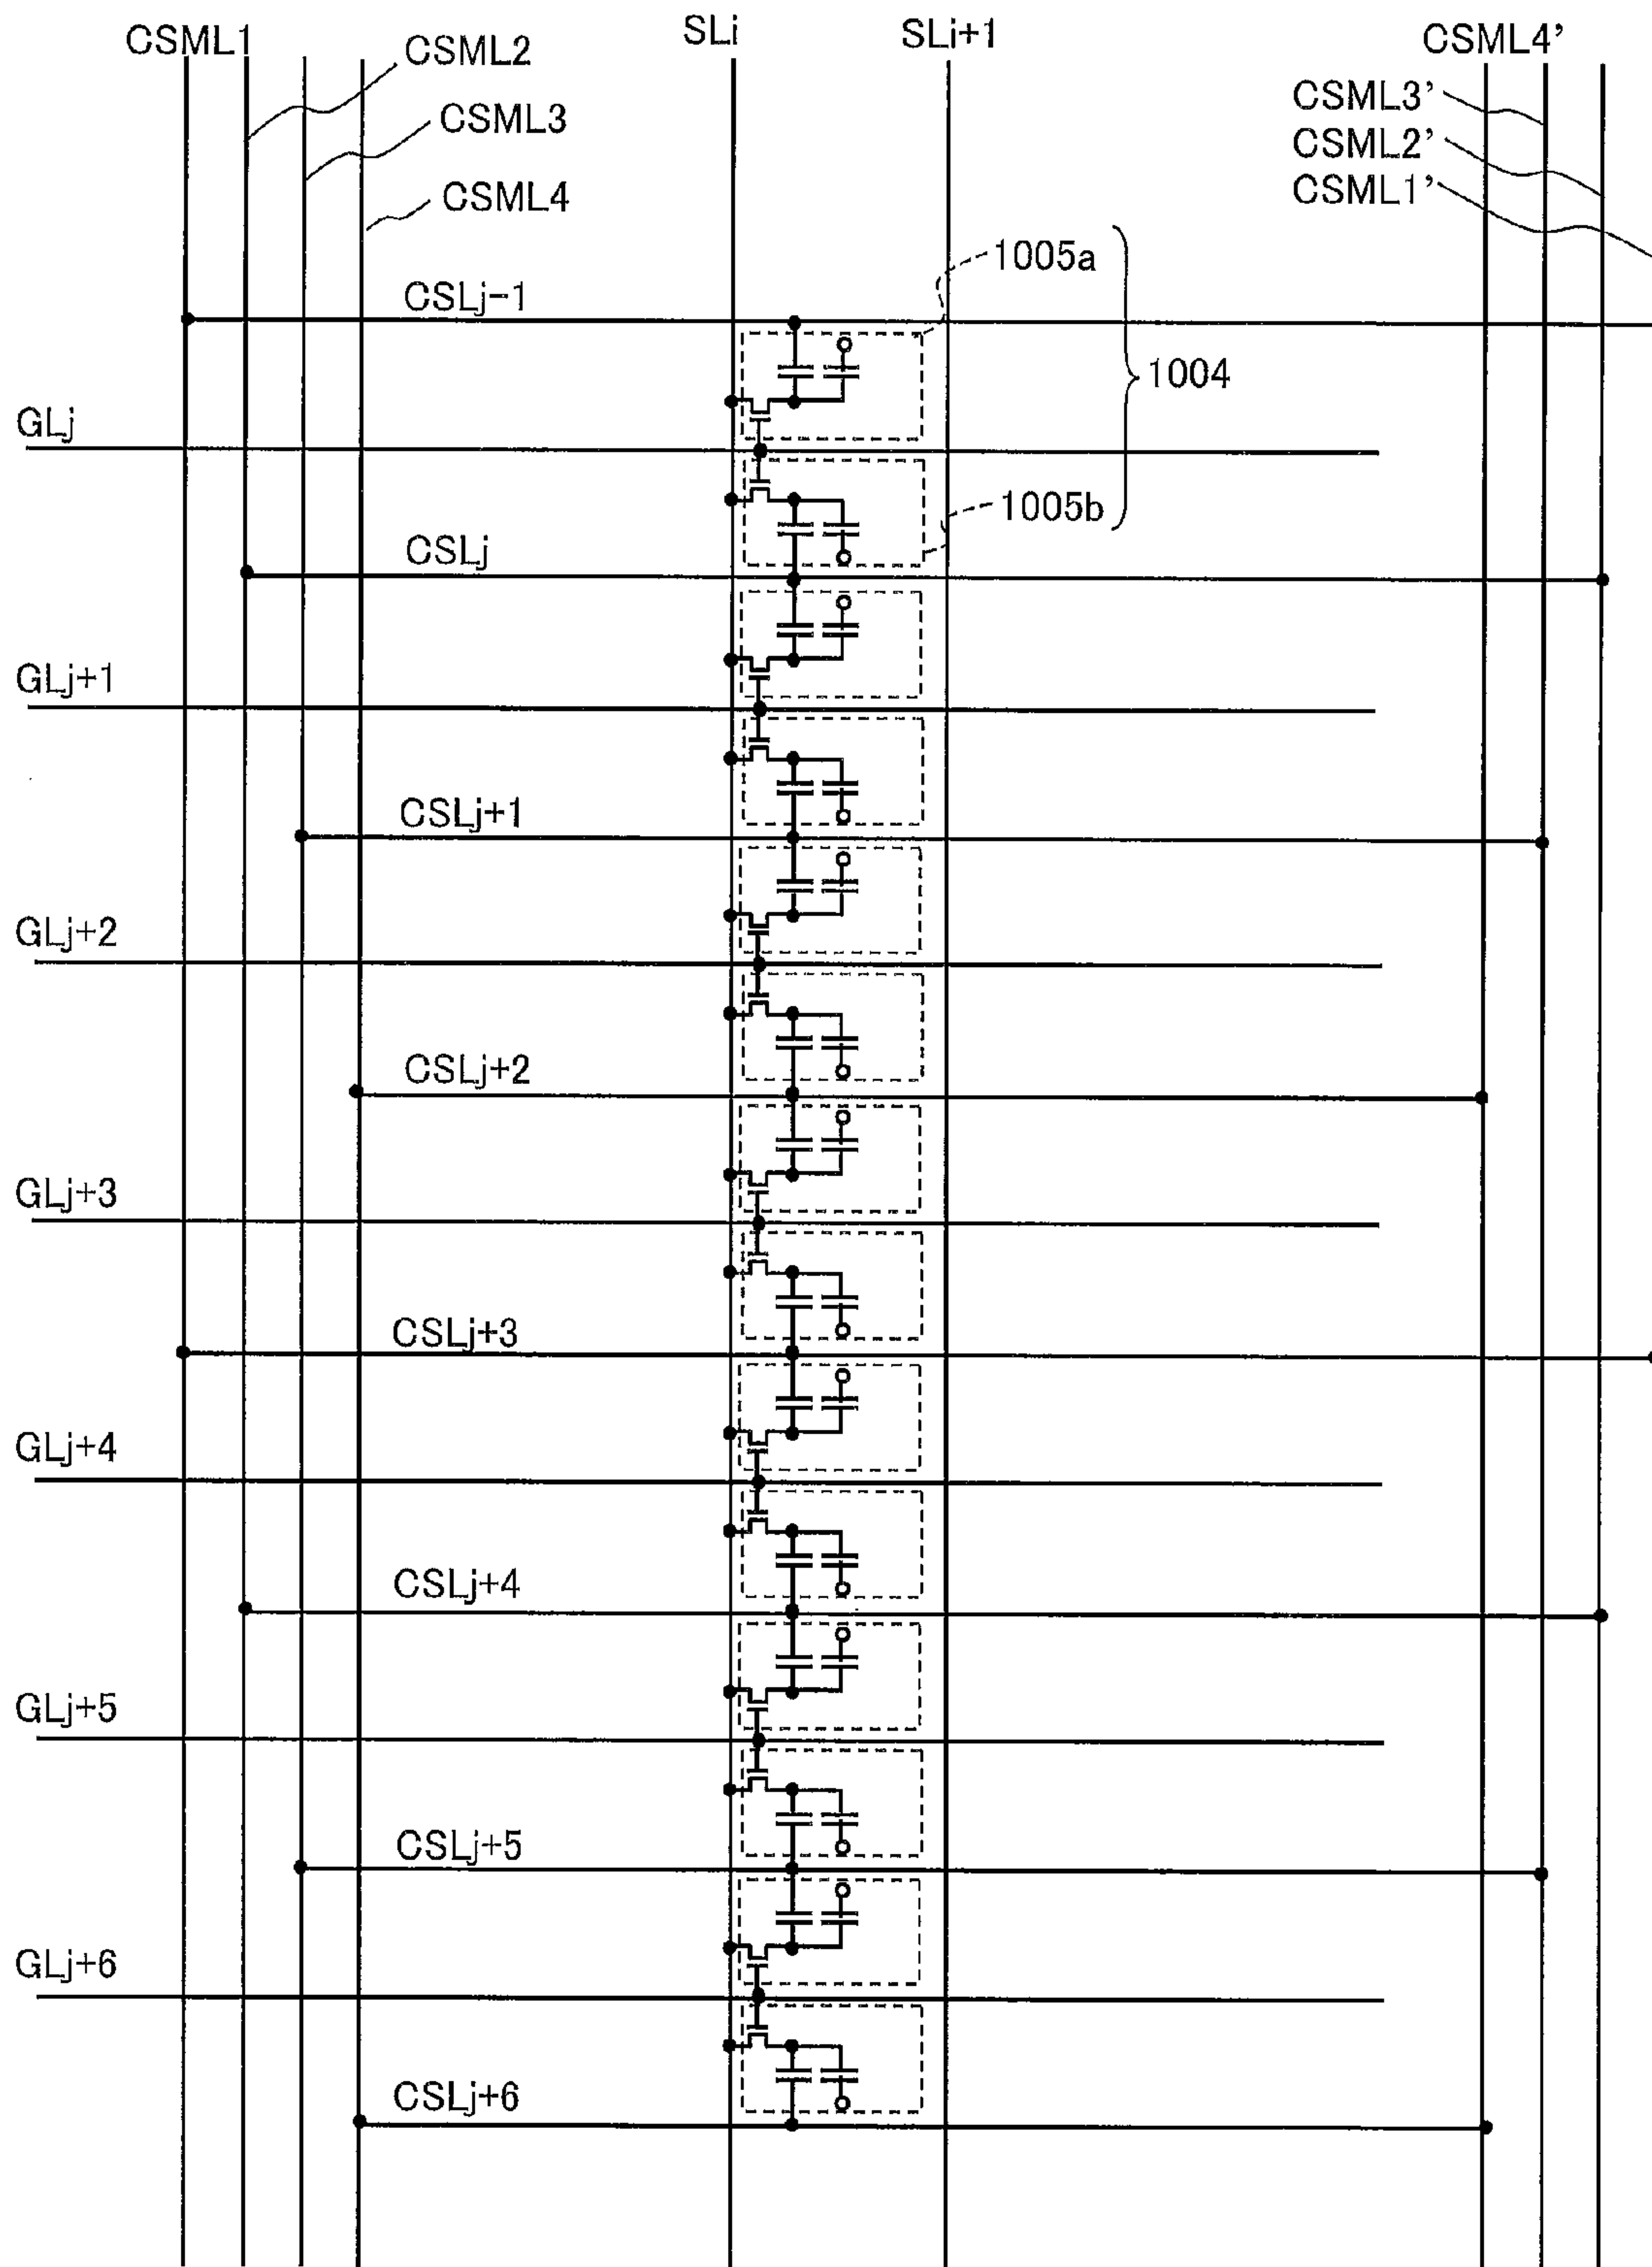 CSML1
CSML2
CSML3
CSML4
SLi
SLi+1
CSML4’
CSML3’
CSML2’
CSML1’
1005a
1004
CSLj-1
GLj
1005b
CSLj
GLj+1
CSLj+1
GLj+2
CSLj+2
GLj+3
CSLj+3
GLj+4
CSLj+4
GLj+5
CSLj+5
GLj+6
CSLj+6